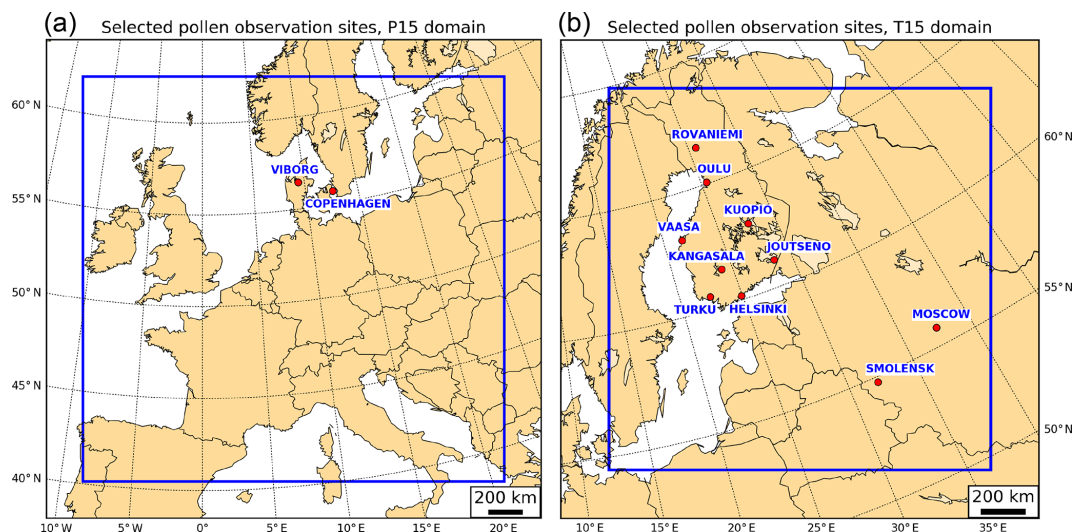 (a)
Selected pollen observation sites, P15 domain
60° N
55° N
50° N
45° N
40° N
VIBORG
COPENHAGEN
200 km
10° W
5° W
0°
5° E
10° E
15° E
20° E
(b)
Selected pollen observation sites, T15 domain
ROVANIEMI
OULU
KUOPIO
VAASA
JOUTSENO
KANGASALA
TURKU
HELSINKI
MOSCOW
SMOLENSK
60° N
55° N
50° N
200 km
10° E
15° E
20° E
25° E
30° E
35° E